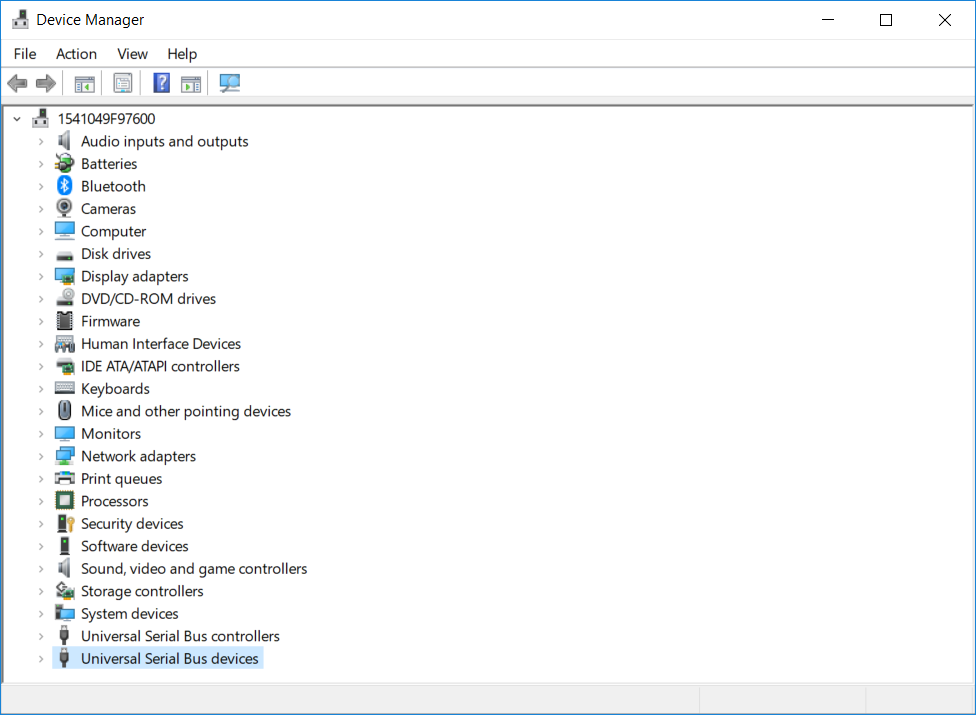 Device Manager
File Action View Help
1541049F97600
Audio inputs and outputs
Batteries
Bluetooth
Cameras
Computer
Disk drives
Display adapters
DVD/CD-ROM drives
Firmware
Human Interface Devices
IDE ATA/ATAPI controllers
Keyboards
Mice and other pointing devices
Monitors
Network adapters
Print queues
Processors
Security devices
Software devices
Sound, video and game controllers
Storage controllers
System devices
Universal Serial Bus controllers
Universal Serial Bus devices